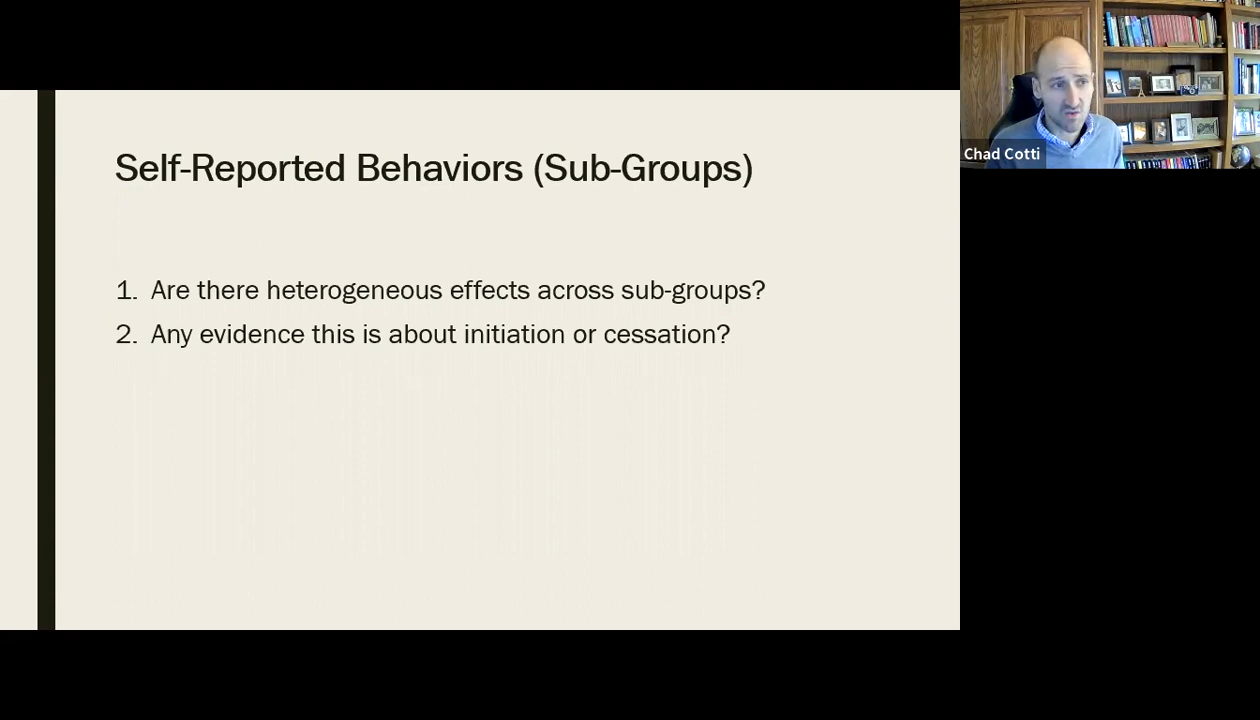 Self-Reported Behaviors (Sub-Groups)
1. Are there heterogeneous effects across sub-groups?
2. Any evidence this is about initiation or cessation?
Chad Cotti